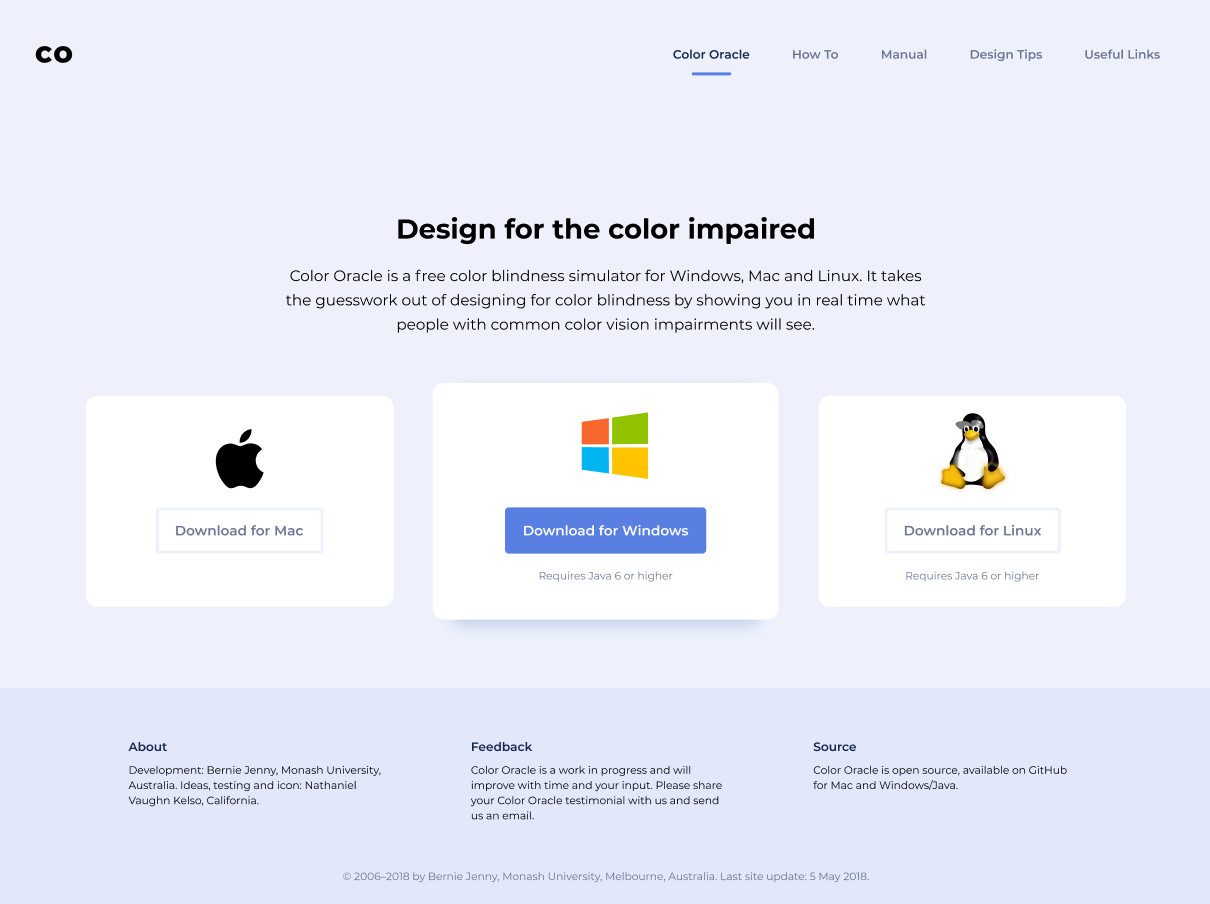 CO
Color Oracle How To Manual Design Tips Useful Links
Design for the color impaired
Color Oracle is a free color blindness simulator for Windows, Mac and Linux. It takes
the guesswork out of designing for color blindness by showing you in real time what
people with common color vision impairments will see.
Download for Mac
Download for Windows
Requires Java 6 or higher
Download for Linux
Requires Java 6 or higher
About
Development: Bernie Jenny, Monash University,
Australia. Ideas, testing and icon: Nathaniel
Vaughn Kelso, California.
Feedback
Color Oracle is a work in progress and will
improve with time and your input. Please share
your Color Oracle testimonial with us and send
us an email.
Source
Color Oracle is open source, available on GitHub
for Mac and Windows/Java.
© 2006–2018 by Bernie Jenny, Monash University, Melbourne, Australia. Last site update: 5 May 2018.